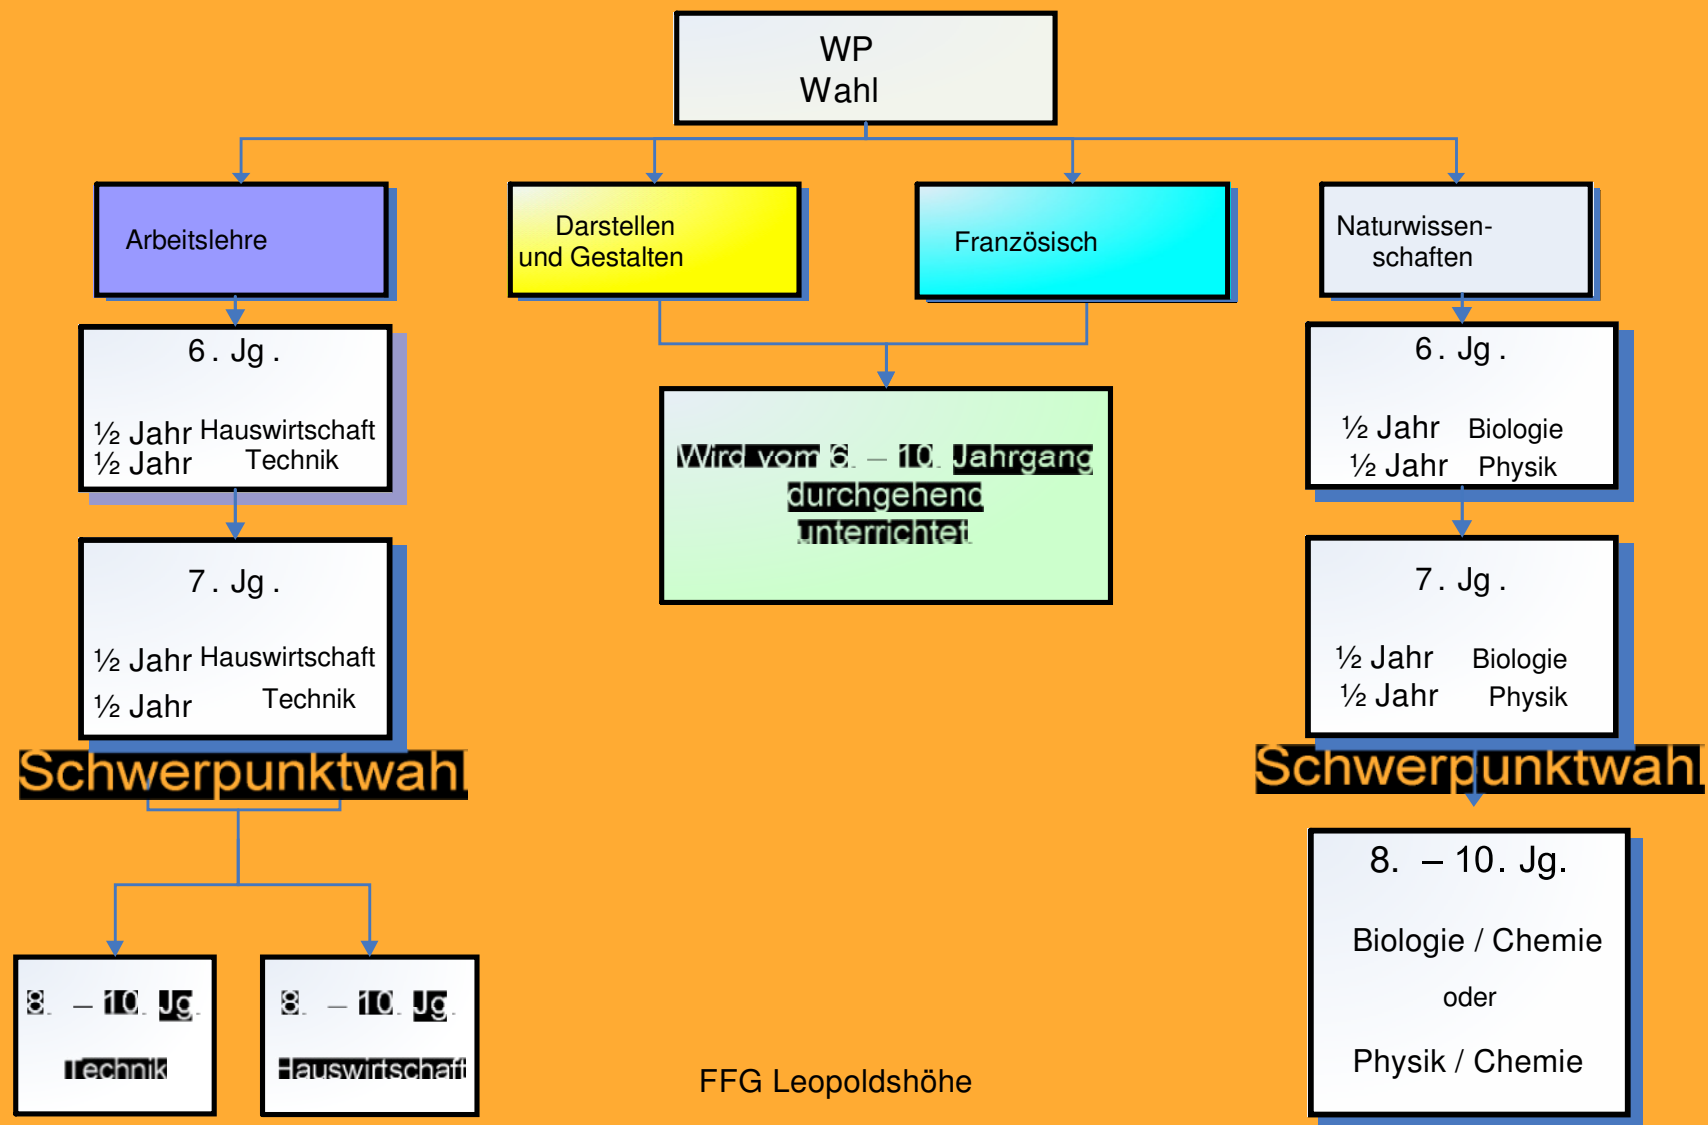 WP
Wahl
Arbeitslehre
Darstellen
und Gestalten
Französisch
Naturwissen-
schaften
6. Jg.
½ Jahr Hauswirtschaft
½ Jahr Technik
6. Jg.
½ Jahr Biologie
½ Jahr Physik
Wird vom 6. – 10. Jahrgang
durchgehend
unterrichtet
7. Jg.
½ Jahr Hauswirtschaft
½ Jahr Technik
7. Jg.
½ Jahr Biologie
½ Jahr Physik
Schwerpunktwahl
Schwerpunktwahl
8. – 10. Jg.
Technik
8. – 10. Jg.
Hauswirtschaft
8. – 10. Jg.
Biologie / Chemie
oder
Physik / Chemie
FFG Leopoldshöhe